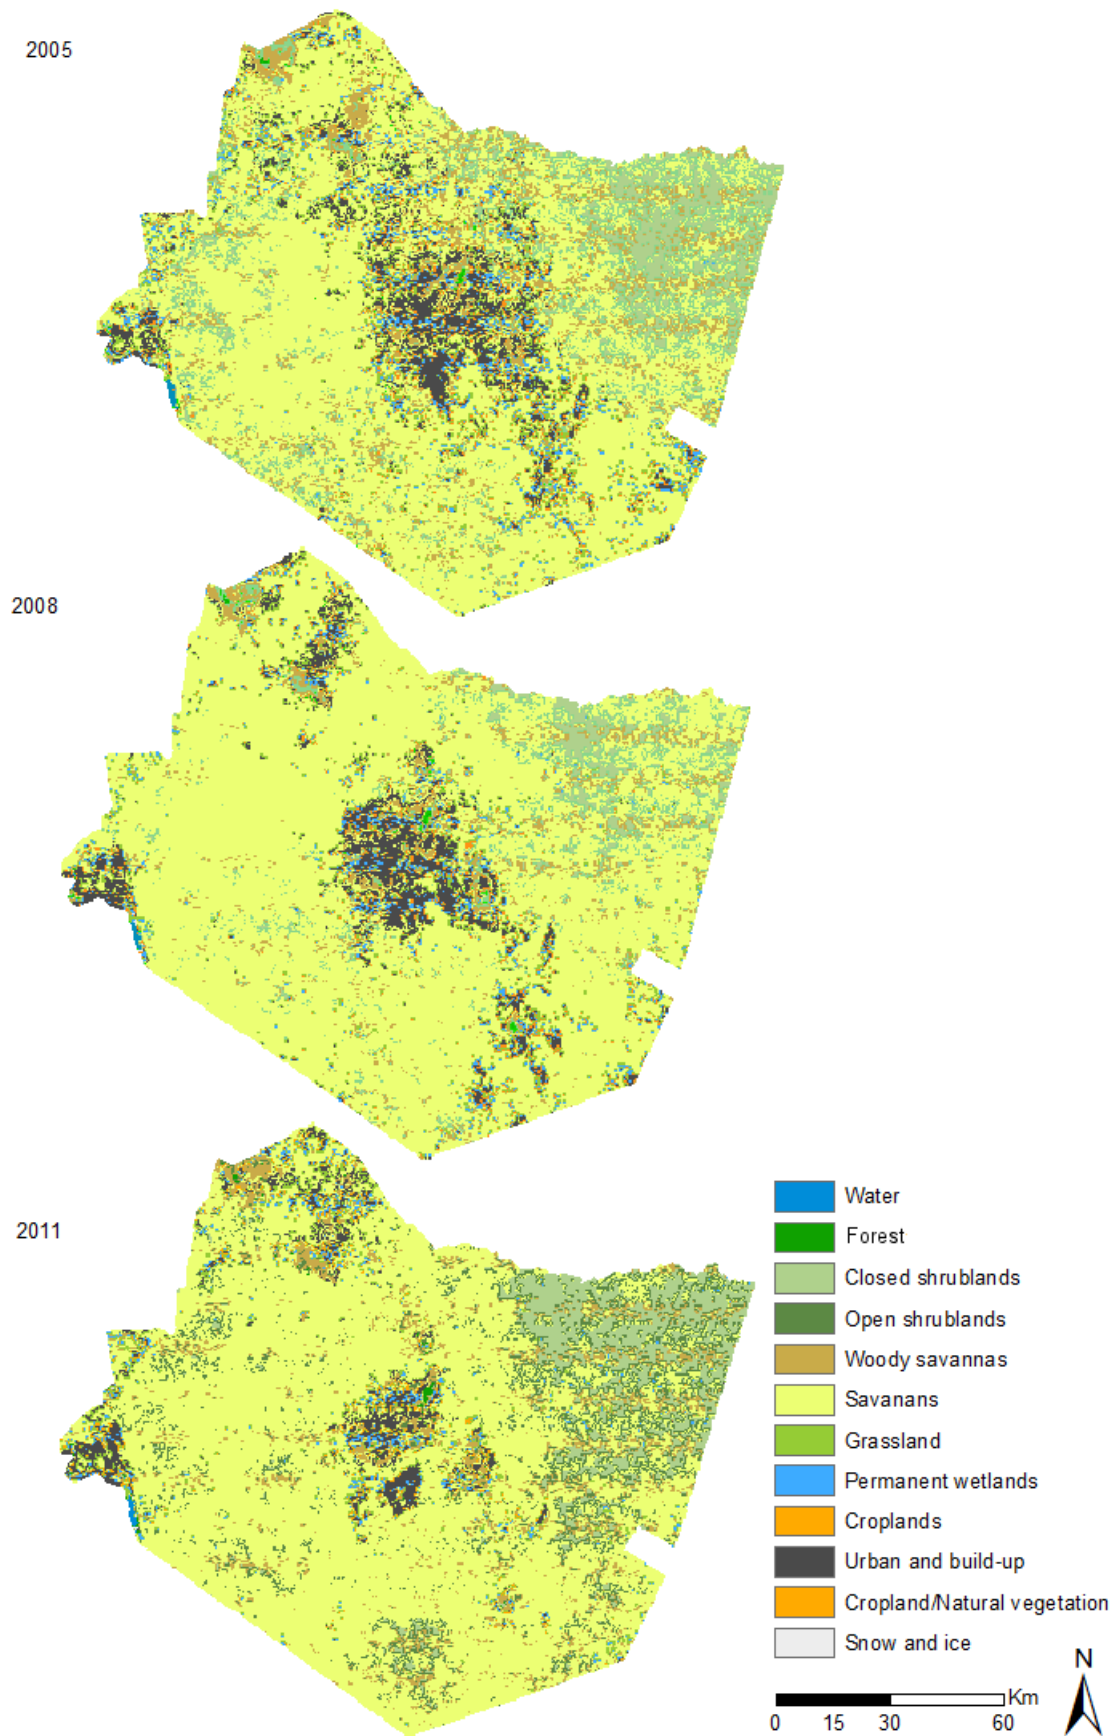 2005
2008
2011
Water
Forest
Closed shrublands
Open shrublands
Woody savannas
Savanans
Grassland
Permanent wetlands
Croplands
Urban and build-up
Cropland/Natural vegetation
Snow and ice
N
Km
0 15 30 60